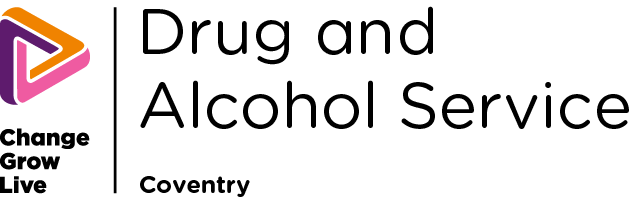 Change
Grow
Live
Drug and
Alcohol Service
Coventry